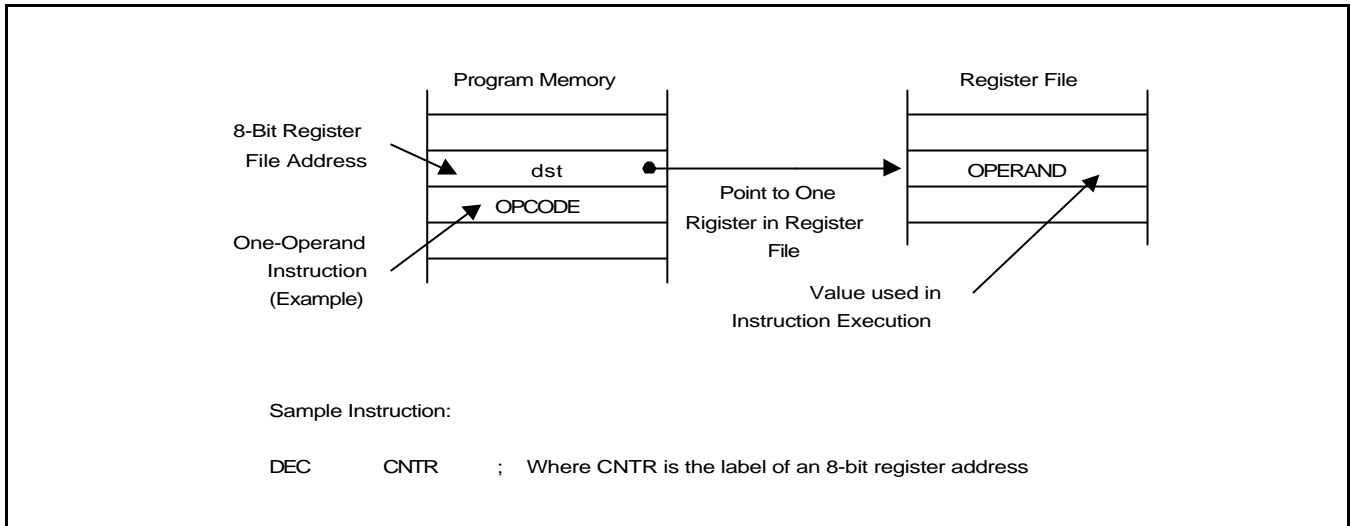 Program Memory
Register File
8-Bit Register
File Address
dst
OPERAND
OPCODE
Point to One
Rigister in Register
File
One-Operand
Instruction
(Example)
Value used in
Instruction Execution
Sample Instruction:
DEC CNTR ; Where CNTR is the label of an 8-bit register address